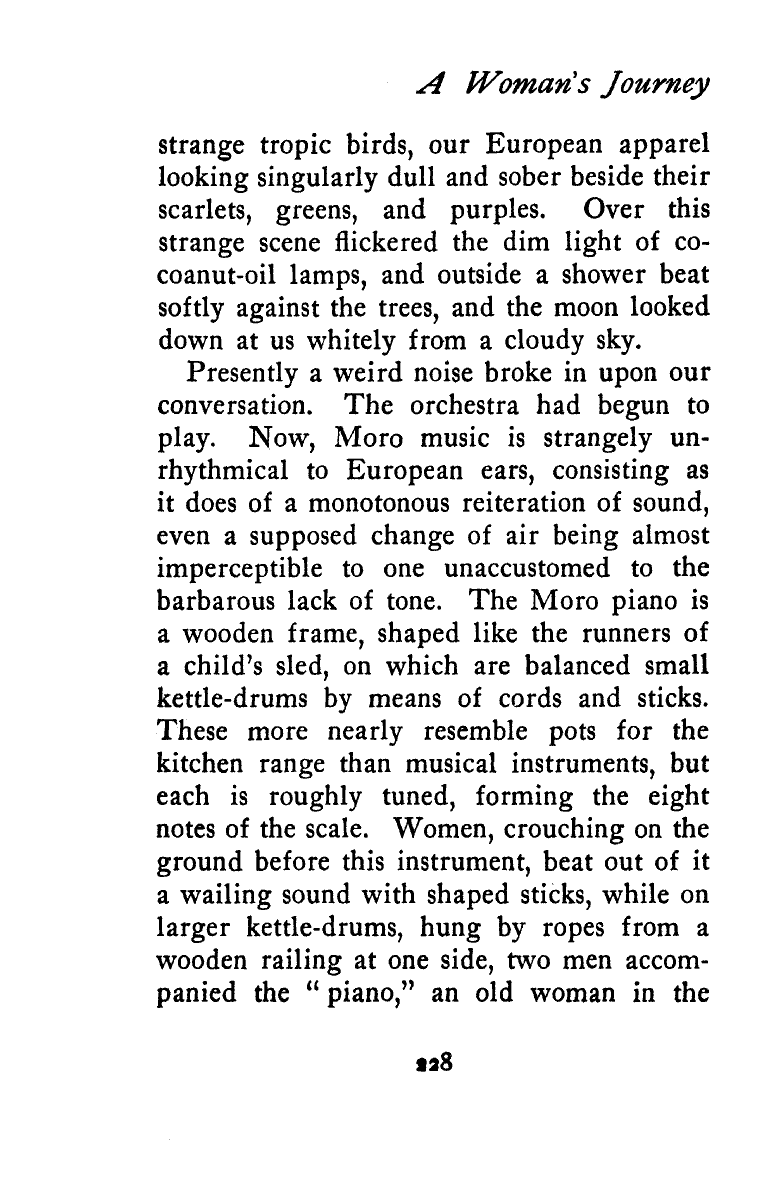 A Woman's Journey
strange tropic birds, our European apparel
looking singularly dull and sober beside their
scarlets, greens, and purples. Over this
strange scene flickered the dim light of co-
coanut-oil lamps, and outside a shower beat
softly against the trees, and the moon looked
down at us whitely from a cloudy sky.
Presently a weird noise broke in upon our
conversation. The orchestra had begun to
play. Now, Moro music is strangely un-
rhythmical to European ears, consisting as
it does of a monotonous reiteration of sound,
even a supposed change of air being almost
imperceptible to one unaccustomed to the
barbarous lack of tone. The Moro piano is
a wooden frame, shaped like the runners of
a child's sled, on which are balanced small
kettle-drums by means of cords and sticks.
These more nearly resemble pots for the
kitchen range than musical instruments, but
each is roughly tuned, forming the eight
notes of the scale. Women, crouching on the
ground before this instrument, beat out of it
a wailing sound with shaped sticks, while on
larger kettle-drums, hung by ropes from a
wooden railing at one side, two men accom-
panied the “ piano,” an old woman in the
228